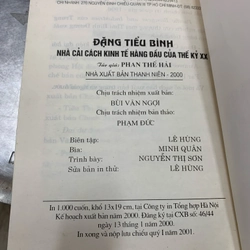 ĐẶNG TIỂU BÌNH
NHÀ CẢI CÁCH KINH TẾ HÀNG ĐẦU CỦA THẾ KỶ XX
Tác giả: PHAN THẾ HẢI
NHÀ XUẤT BẢN THANH NIÊN - 2000
Chịu trách nhiệm xuất bản:
BÙI VĂN NGỢI
Chịu trách nhiệm bản thảo:
PHẠM ĐỨC
Biên tập: LÊ HÙNG
Bìa: MINH QUÂN
Trình bày: NGUYỄN THỊ SƠN
Sửa bản in thử: LÊ HÙNG
In 1.000 cuốn, khổ 13x19 cm, tại Công ty in Tổng hợp Hà Nội
Kế hoạch xuất bản năm 2000. Đăng ký tại CXB số: 46/44
ngày 13 tháng 1 năm 2000.
In xong và nộp lưu chiểu quý I năm 2001.